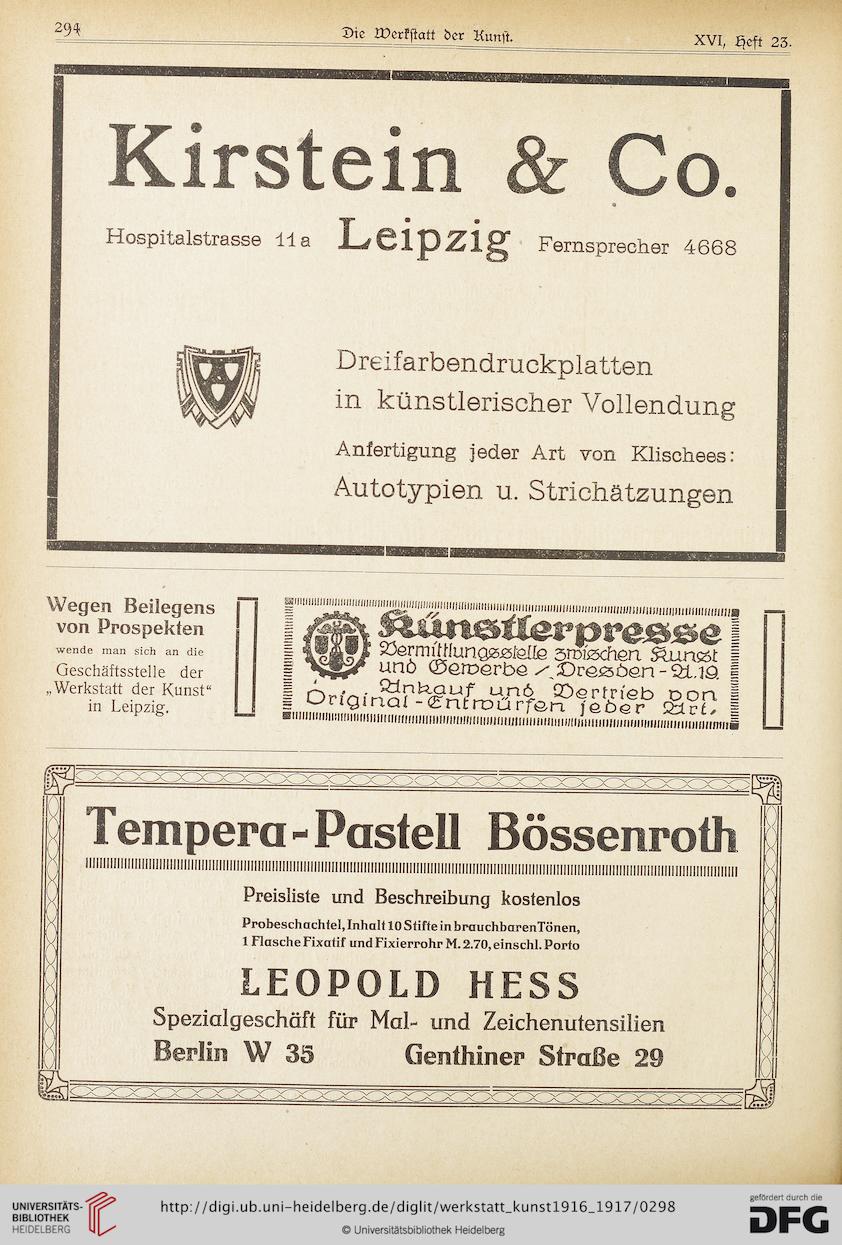 294
Die Werkstatt der Kunst.
XVI, Heft 23.
Kirstein & Co.
Hospitalstrasse 11a Leipzig Fernsprecher 4668
Dreifarbendruckplatten
in künstlerischer Vollendung
Anfertigung jeder Art von Klischees:
Autotypien u. Strichätzungen
Wegen Beilegens
von Prospekten
wende man sich an die
Geschäftsstelle der
„Werkstatt der Kunst“
in Leipzig.
Künstlerpresse
Vermittlungsstelle zwischen Kunst
und Gewerbe / Dresden-A.19.
Ankauf und Vertrieb von
Original-Entwürfen jeder Art.
Tempera-Pastell Bössenroth
Preisliste und Beschreibung kostenlos
Probeschachtel, Inhalt 10 Stifte in brauchbaren Tönen,
1 Flasche Fixatif und Fixierrohr M. 2.70, einschl. Porto
LEOPOLD HESS
Spezialgeschäft für Mal- und Zeichenutensilien
Berlin W 35 Genthiner Straße 29
UNIVERSITÄTS-
BIBLIOTHEK
HEIDELBERG
http://digi.ub.uni-heidelberg.de/diglit/werkstatt_kunst1916_1917/0298
© Universitätsbibliothek Heidelberg
gefördert durch die
DFG